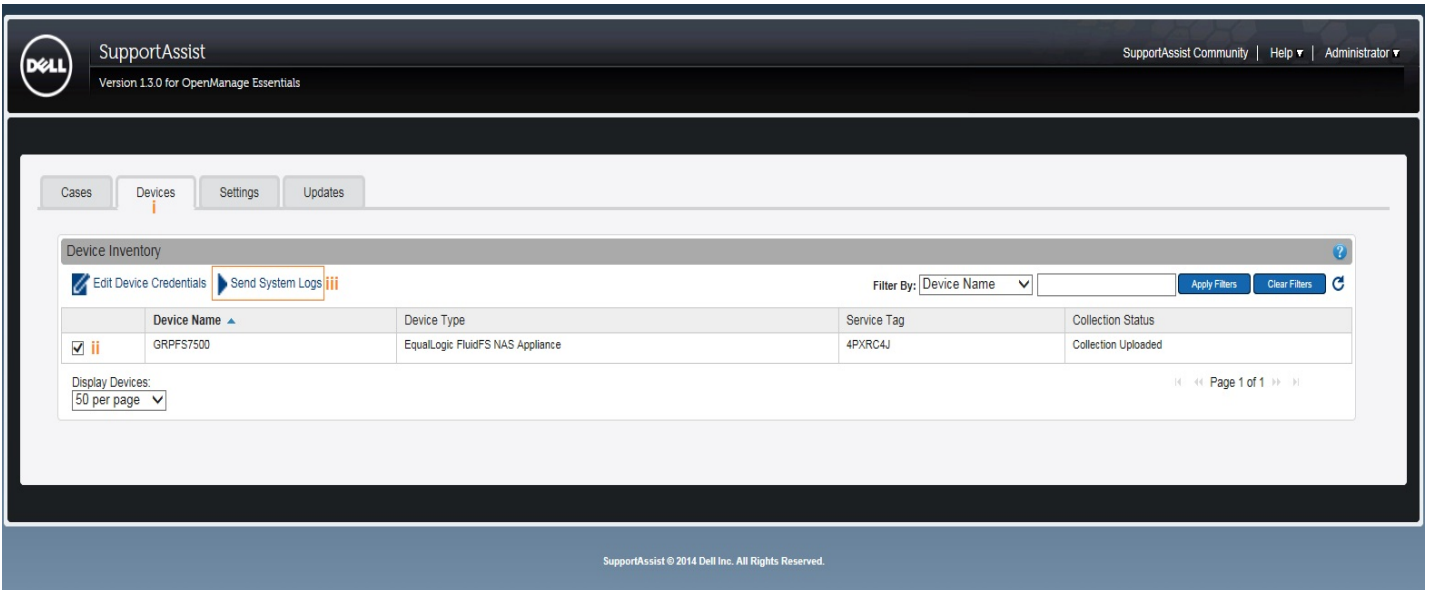 DELL
SupportAssist
Version 1.3.0 for OpenManage Essentials
SupportAssist Community | Help ▾ | Administrator ▾
Cases Devices Settings Updates
i
Device Inventory ?
Edit Device Credentials Send System Logs iii Filter By: Device Name Apply Filters Clear Filters
Device Name ▲ Device Type Service Tag Collection Status
ii GRPFS7500 EqualLogic FluidFS NAS Appliance 4PXRC4J Collection Uploaded
Display Devices:
50 per page Page 1 of 1
SupportAssist © 2014 Dell Inc. All Rights Reserved.